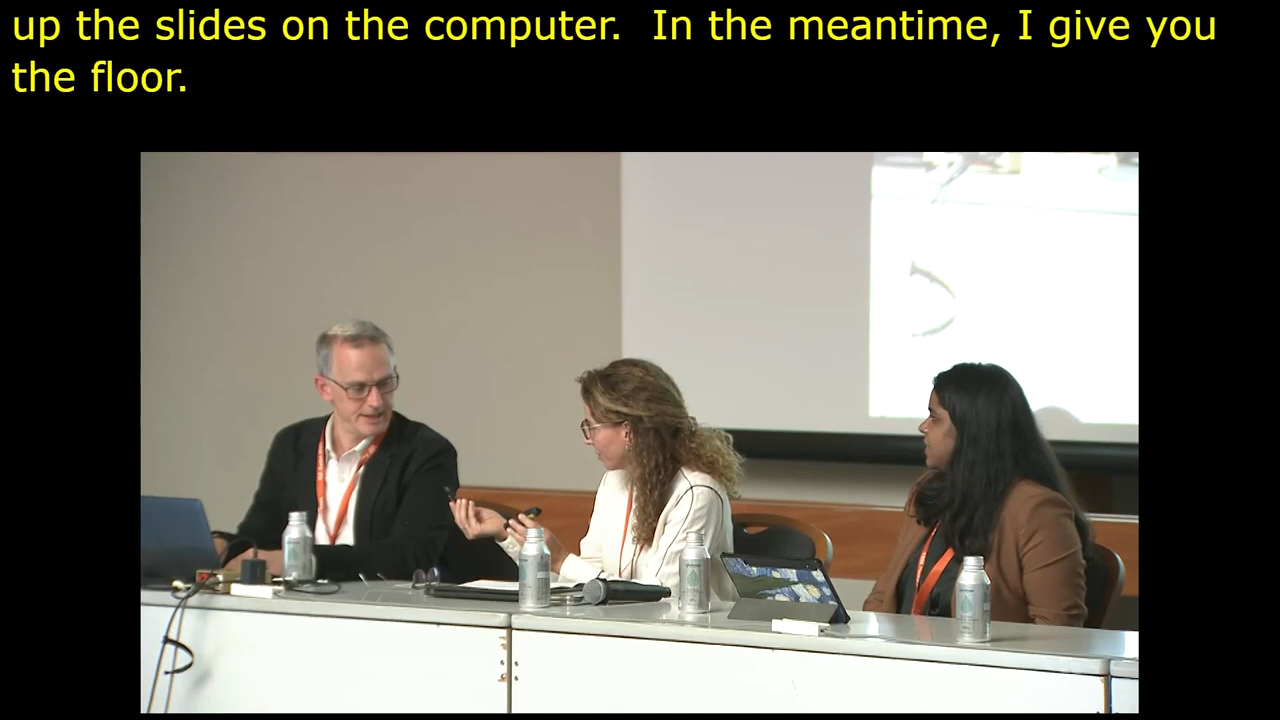 up the slides on the computer.  In the meantime, I give you
the floor.